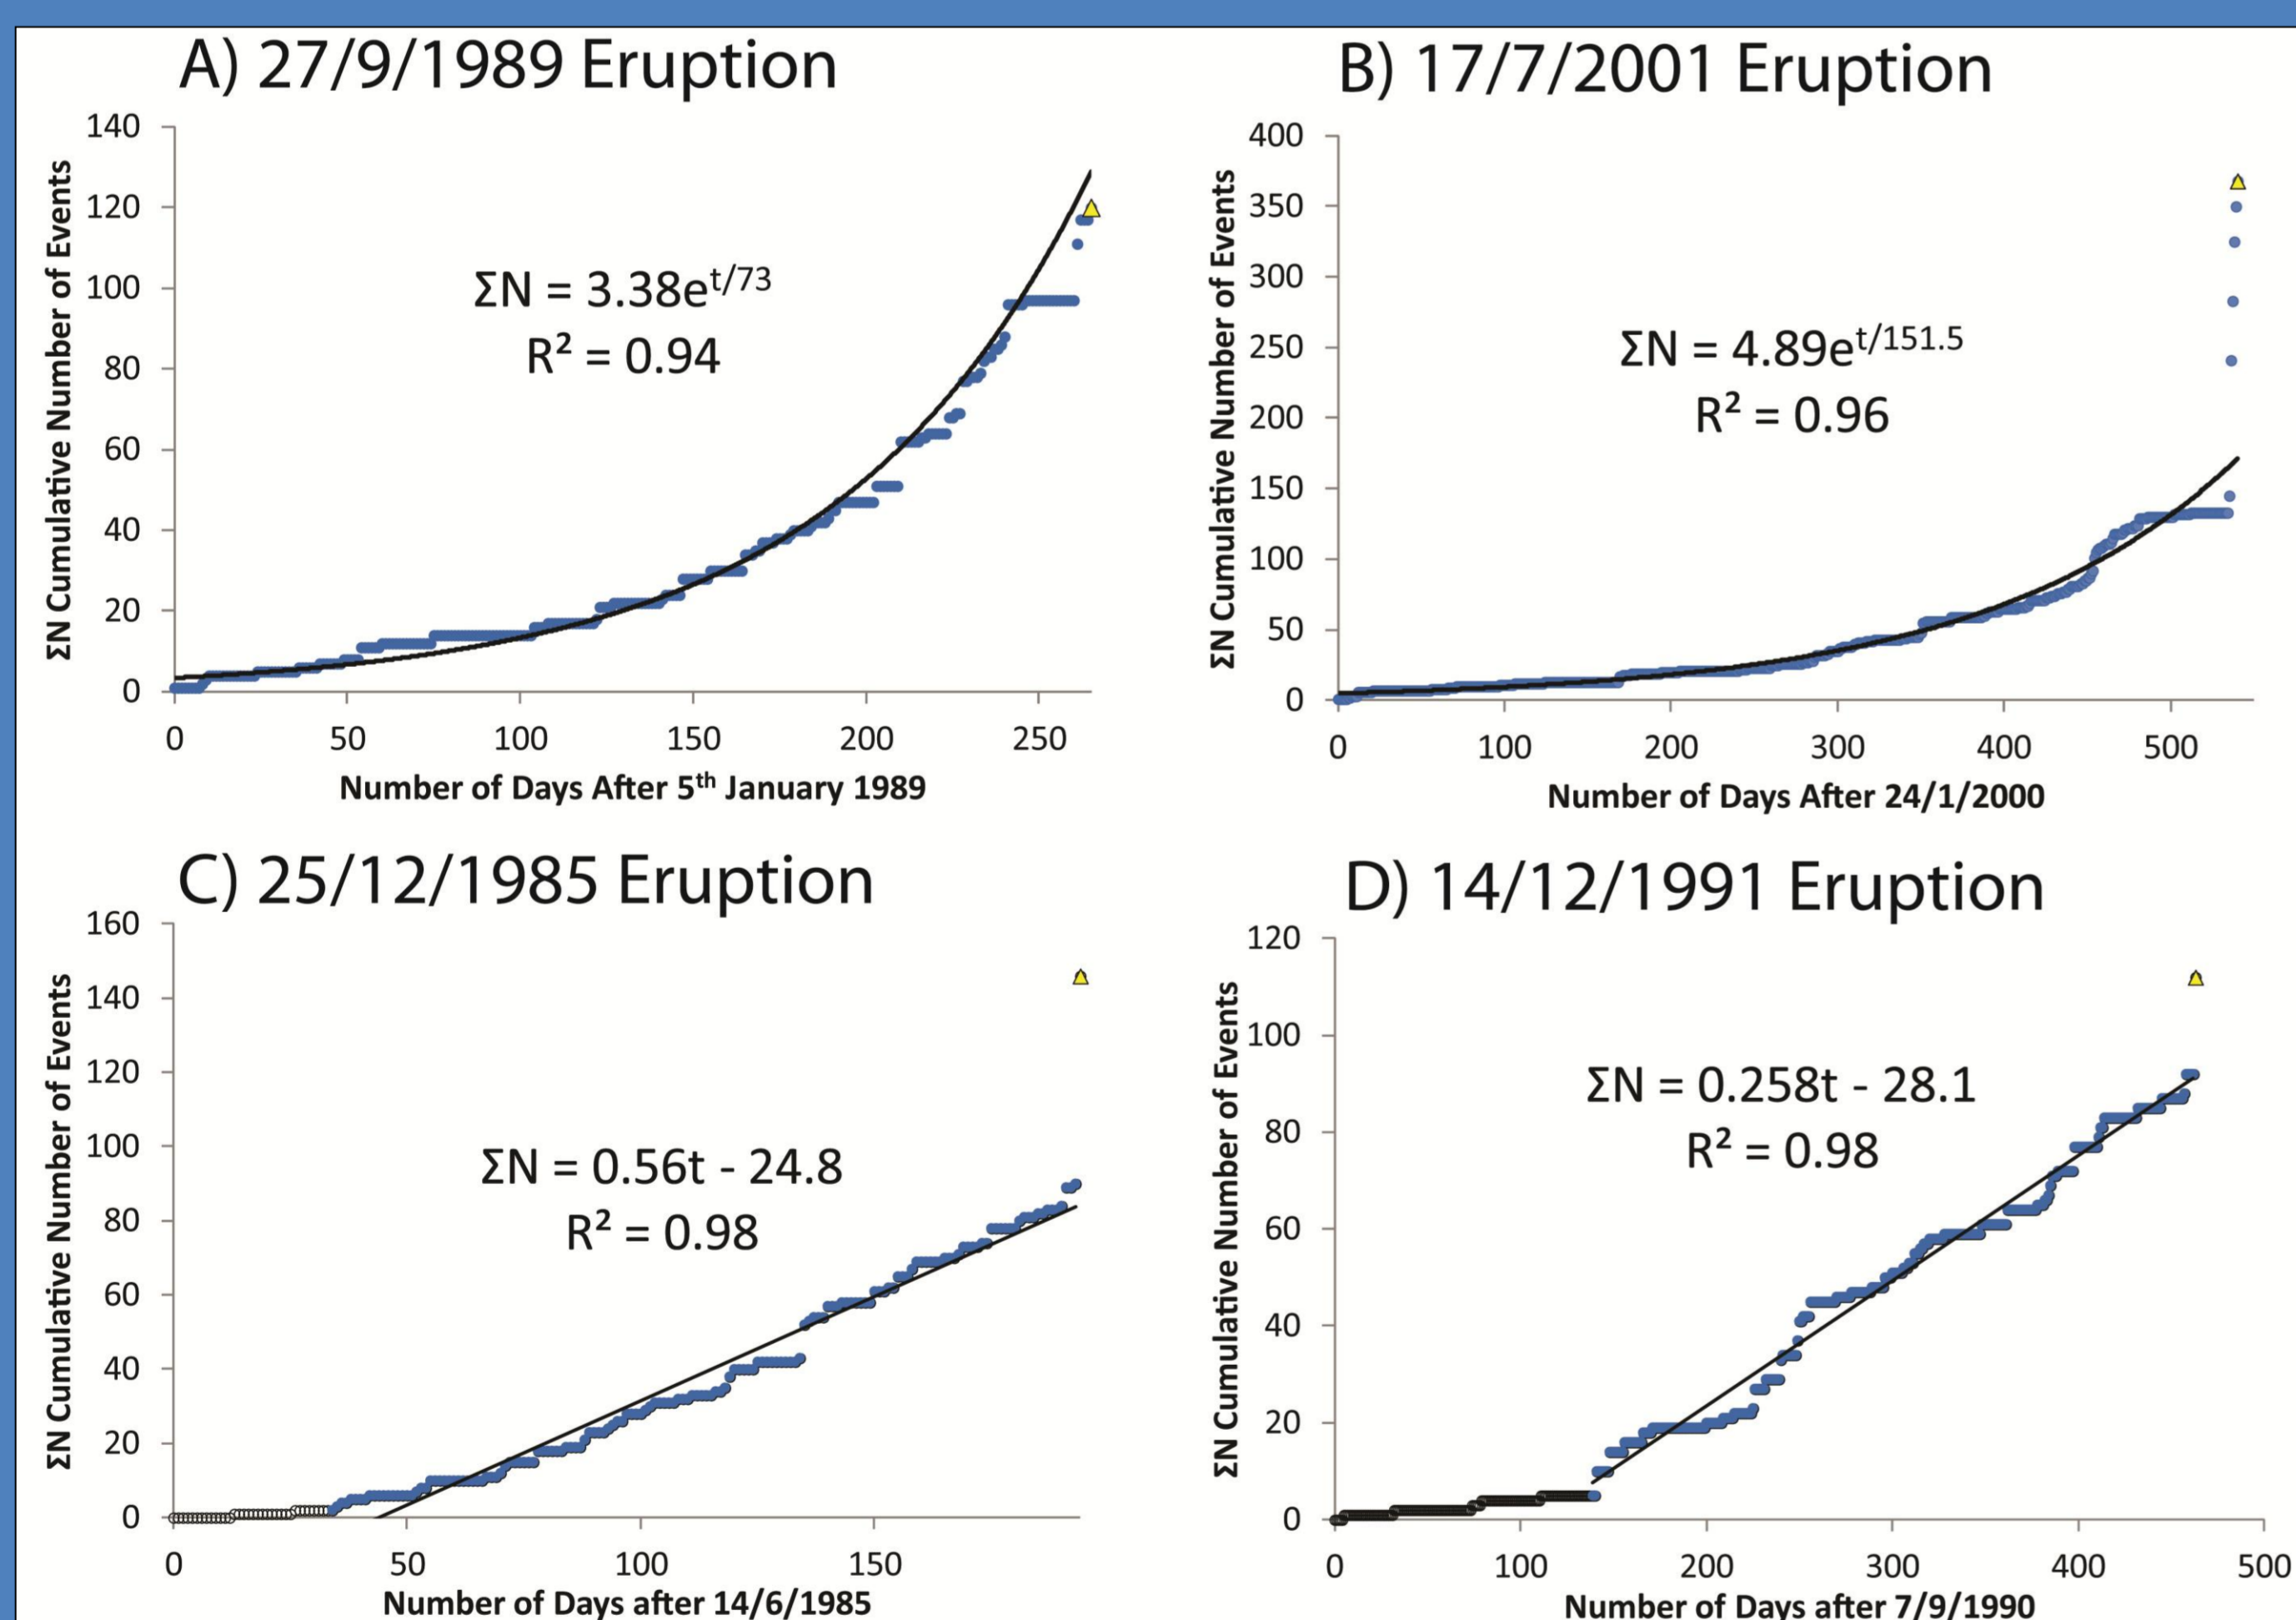 A) 27/9/1989 Eruption
140
120
100
80
60
40
20
0
ΣN Cumulative Number of Events
ΣN = 3.38e^t/73
R² = 0.94
0 50 100 150 200 250
Number of Days After 5th January 1989
B) 17/7/2001 Eruption
400
350
300
250
200
150
100
50
0
ΣN Cumulative Number of Events
ΣN = 4.89e^t/151.5
R² = 0.96
0 100 200 300 400 500
Number of Days After 24/1/2000
C) 25/12/1985 Eruption
160
140
120
100
80
60
40
20
0
ΣN Cumulative Number of Events
ΣN = 0.56t - 24.8
R² = 0.98
0 50 100 150
Number of Days after 14/6/1985
D) 14/12/1991 Eruption
120
100
80
60
40
20
0
ΣN Cumulative Number of Events
ΣN = 0.258t - 28.1
R² = 0.98
0 100 200 300 400 500
Number of Days after 7/9/1990